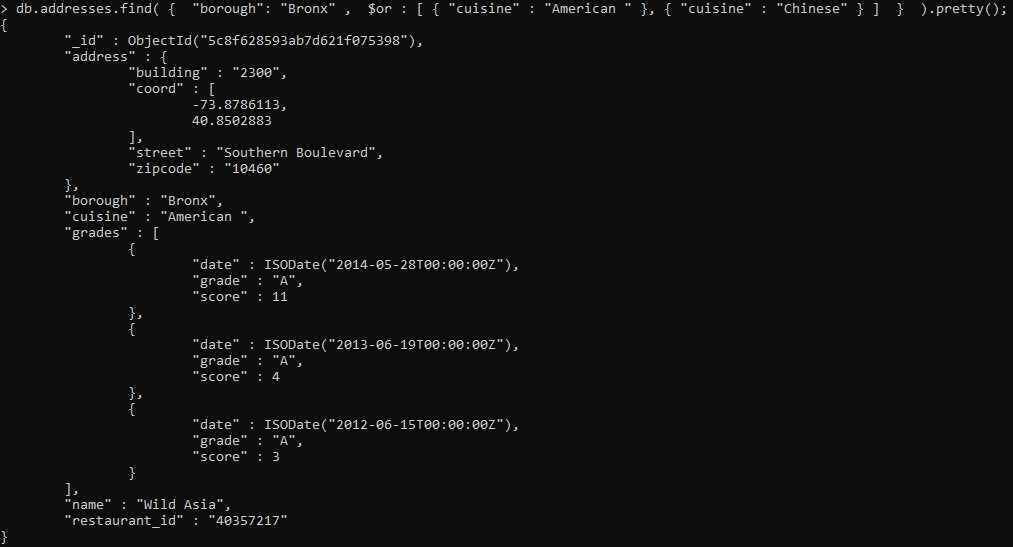 > db.addresses.find( {  "borough": "Bronx" ,  $or : [ { "cuisine" : "American " }, { "cuisine" : "Chinese" } ]  }  ).pretty();
{
        "_id" : ObjectId("5c8f628593ab7d621f075398"),
        "address" : {
                "building" : "2300",
                "coord" : [
                        -73.8786113,
                        40.8502883
                ],
                "street" : "Southern Boulevard",
                "zipcode" : "10460"
        },
        "borough" : "Bronx",
        "cuisine" : "American ",
        "grades" : [
                {
                        "date" : ISODate("2014-05-28T00:00:00Z"),
                        "grade" : "A",
                        "score" : 11
                },
                {
                        "date" : ISODate("2013-06-19T00:00:00Z"),
                        "grade" : "A",
                        "score" : 4
                },
                {
                        "date" : ISODate("2012-06-15T00:00:00Z"),
                        "grade" : "A",
                        "score" : 3
                }
        ],
        "name" : "Wild Asia",
        "restaurant_id" : "40357217"
}